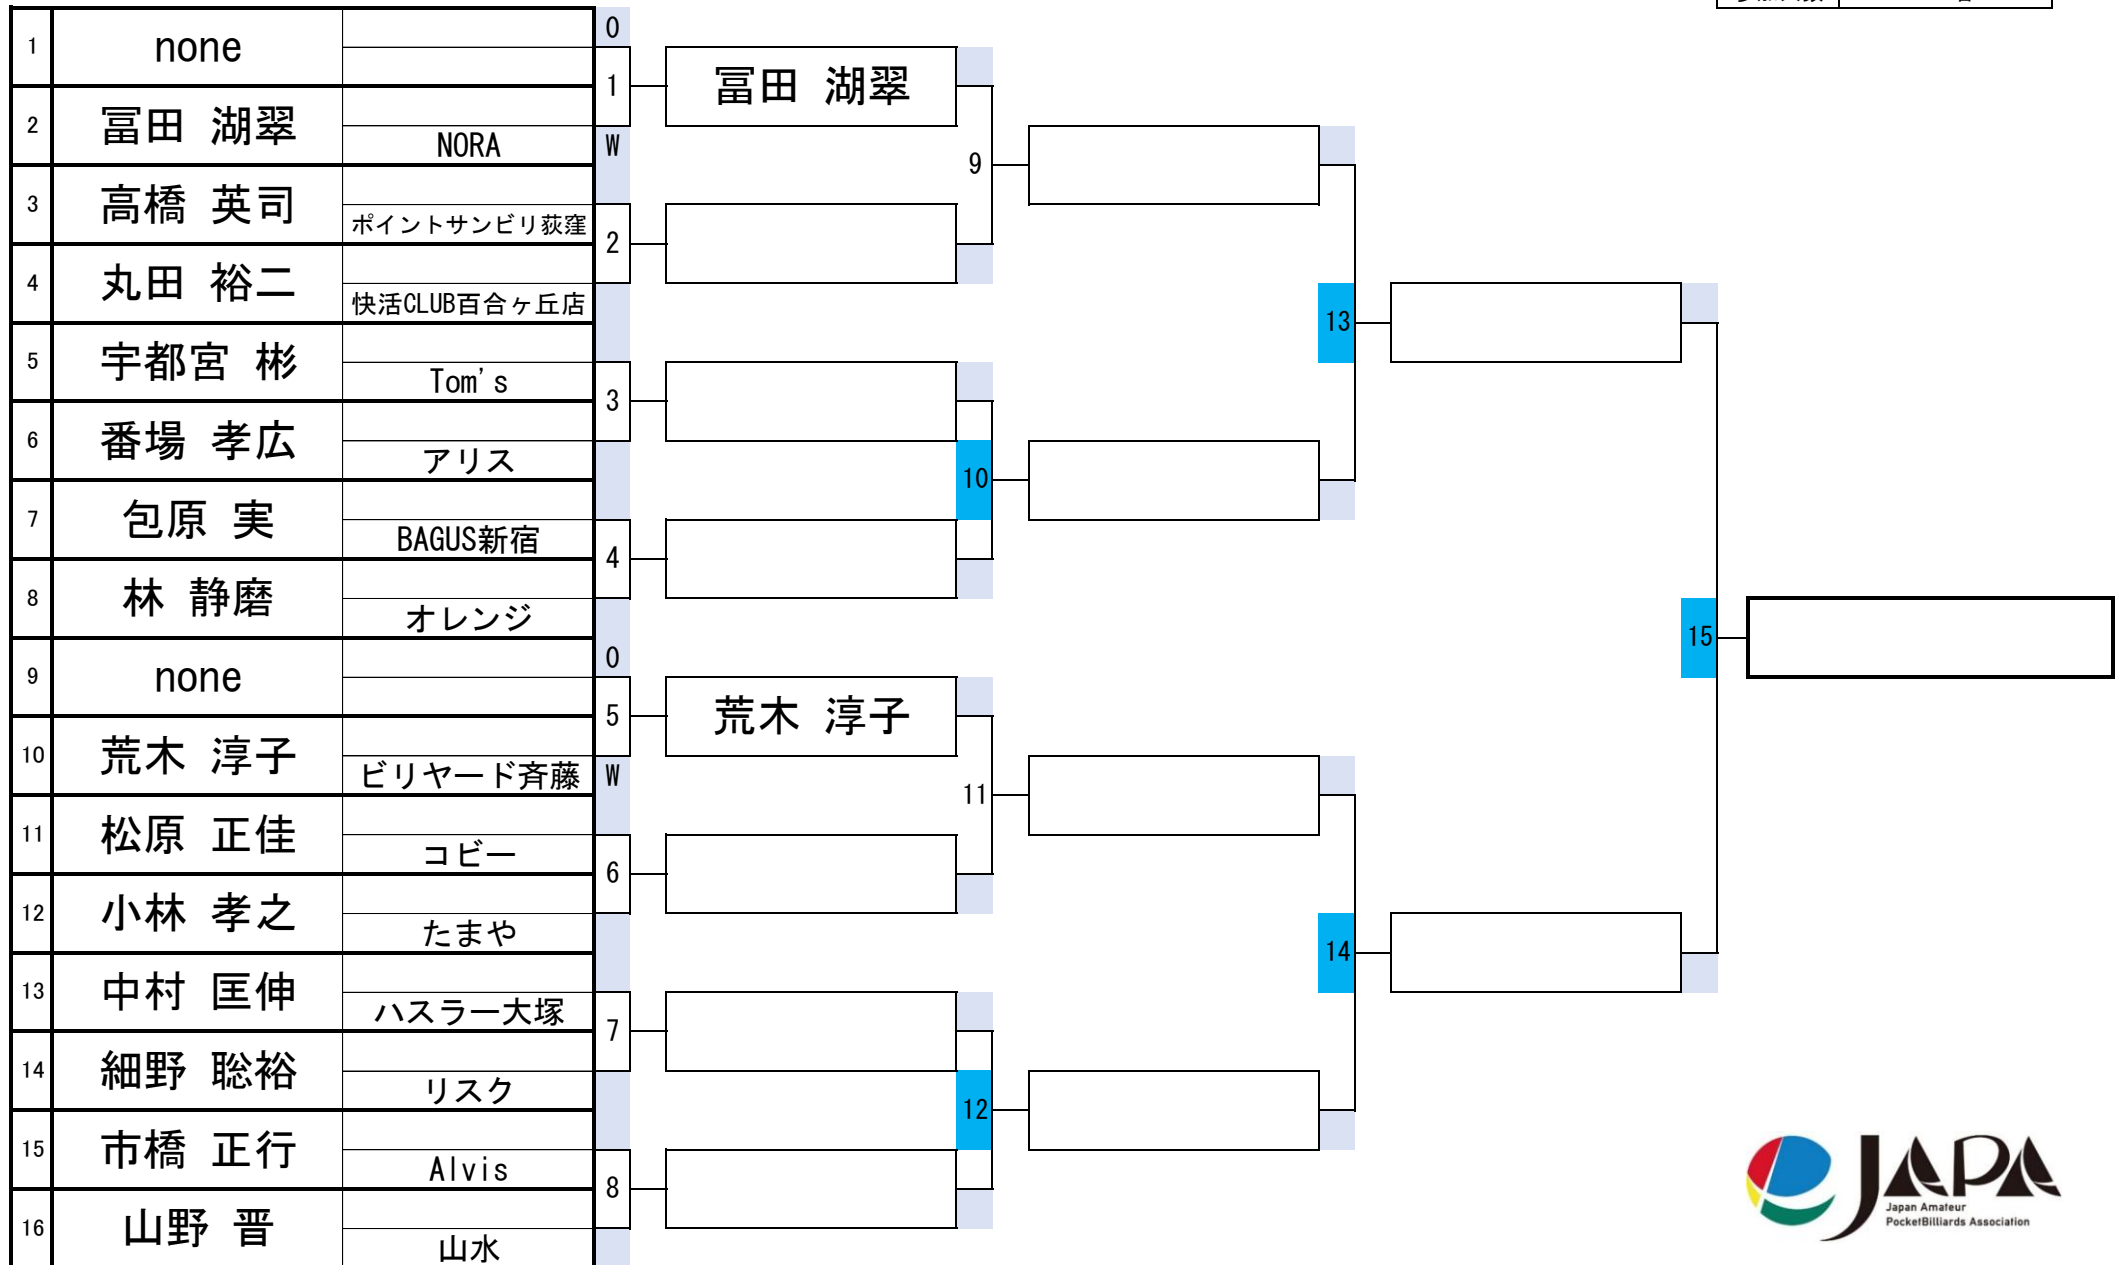 1 none 0
1 冨田 湖翠
2 冨田 湖翠 NORA W
9
3 高橋 英司 ポイントサンビリ荻窪
2
4 丸田 裕二 快活CLUB百合ヶ丘店
13
5 宇都宮 彬 Tom's
3
6 番場 孝広 アリス
10
7 包原 実 BAGUS新宿
4
8 林 静磨 オレンジ
15
9 none 0
5 荒木 淳子
10 荒木 淳子 ビリヤード斉藤 W
11
11 松原 正佳 コビー
6
12 小林 孝之 たまや
14
13 中村 匡伸 ハスラー大塚
7
14 細野 聡裕 リスク
12
15 市橋 正行 Alvis
8
16 山野 晋 山水
JAPA
Japan Amateur
PocketBilliards Association